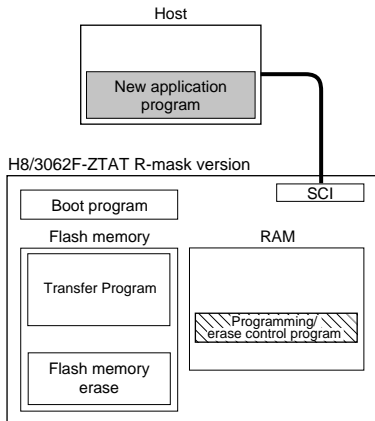 Host
New application
program
H8/3062F-ZTAT R-mask version
SCI
Boot program
Flash memory
RAM
Transfer Program
Programming/
erase control program
Flash memory
erase